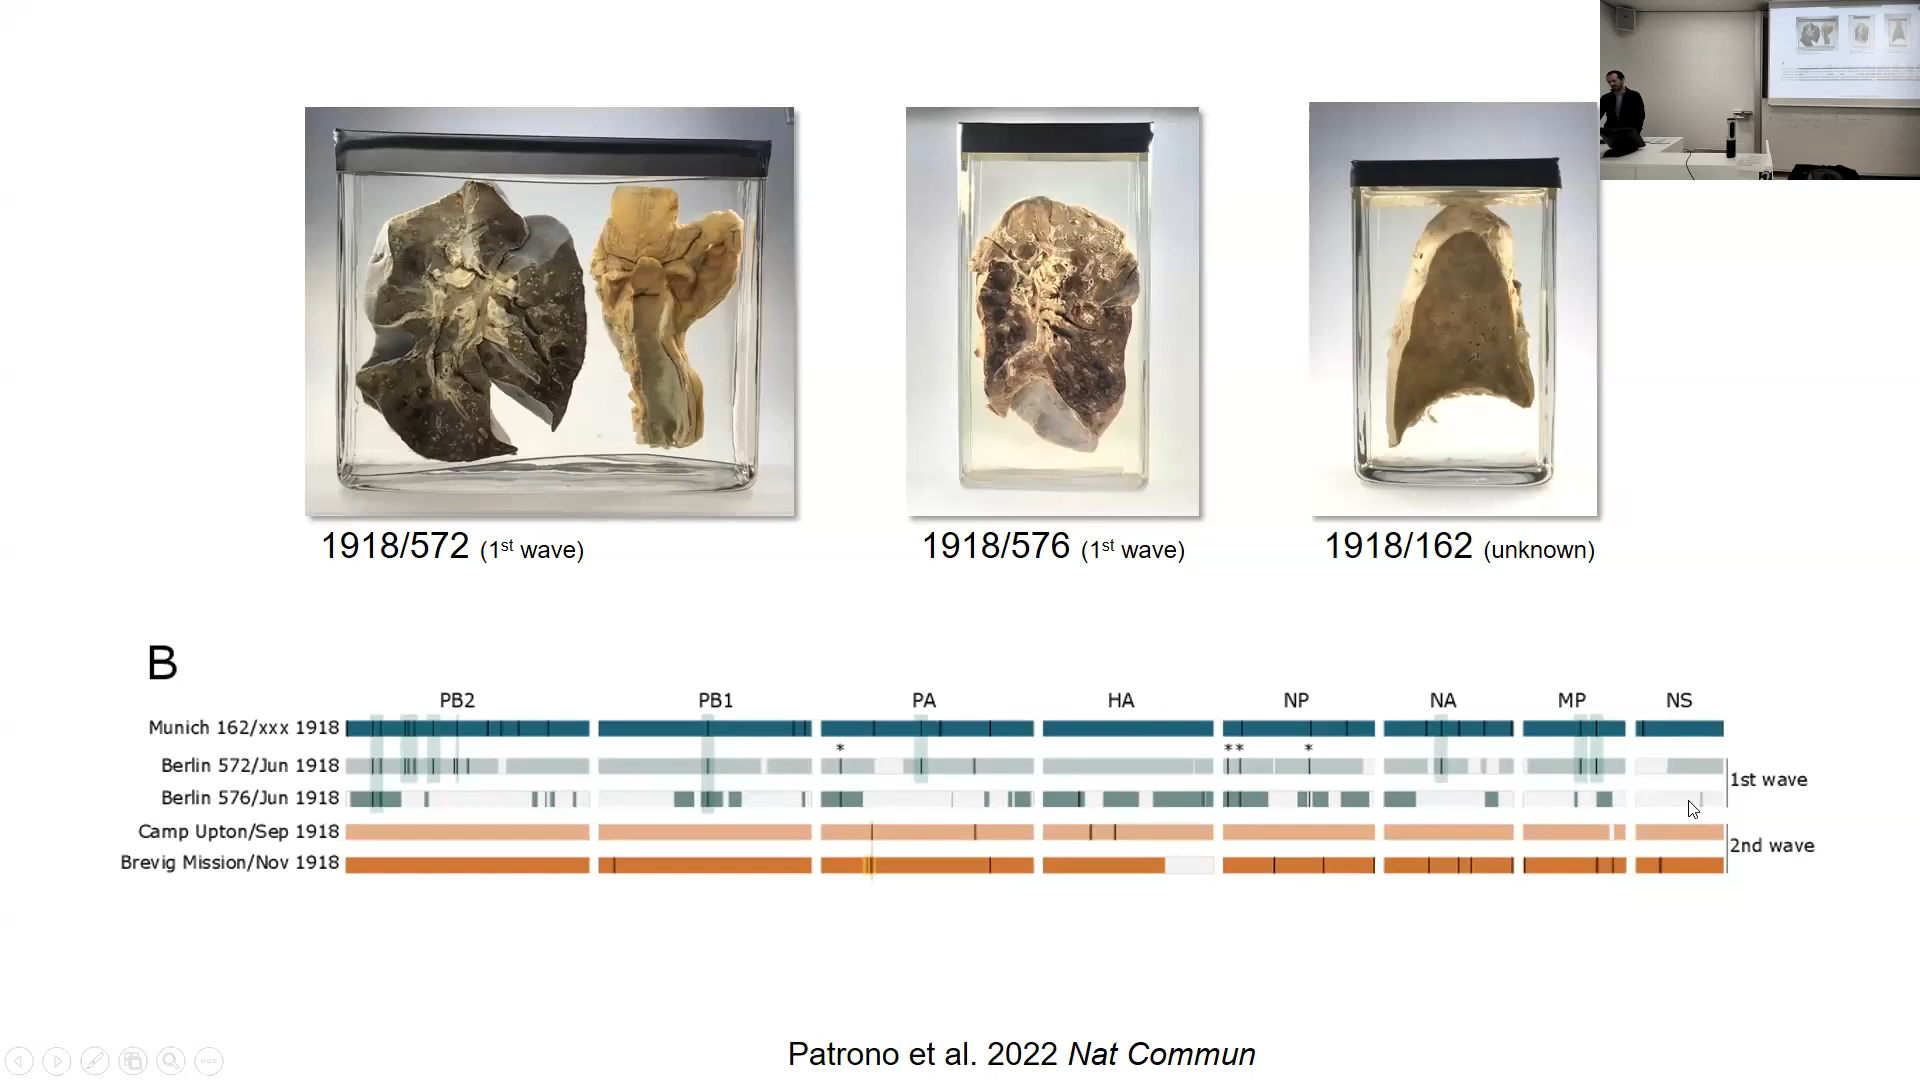 1918/572 (1st wave)
1918/576 (1st wave)
1918/162 (unknown)
B
PB2 PB1 PA HA NP NA MP NS
Munich 162/xxx 1918
* ** *
Berlin 572/Jun 1918
1st wave
Berlin 576/Jun 1918
Camp Upton/Sep 1918
2nd wave
Brevig Mission/Nov 1918
Patrono et al. 2022 Nat Commun